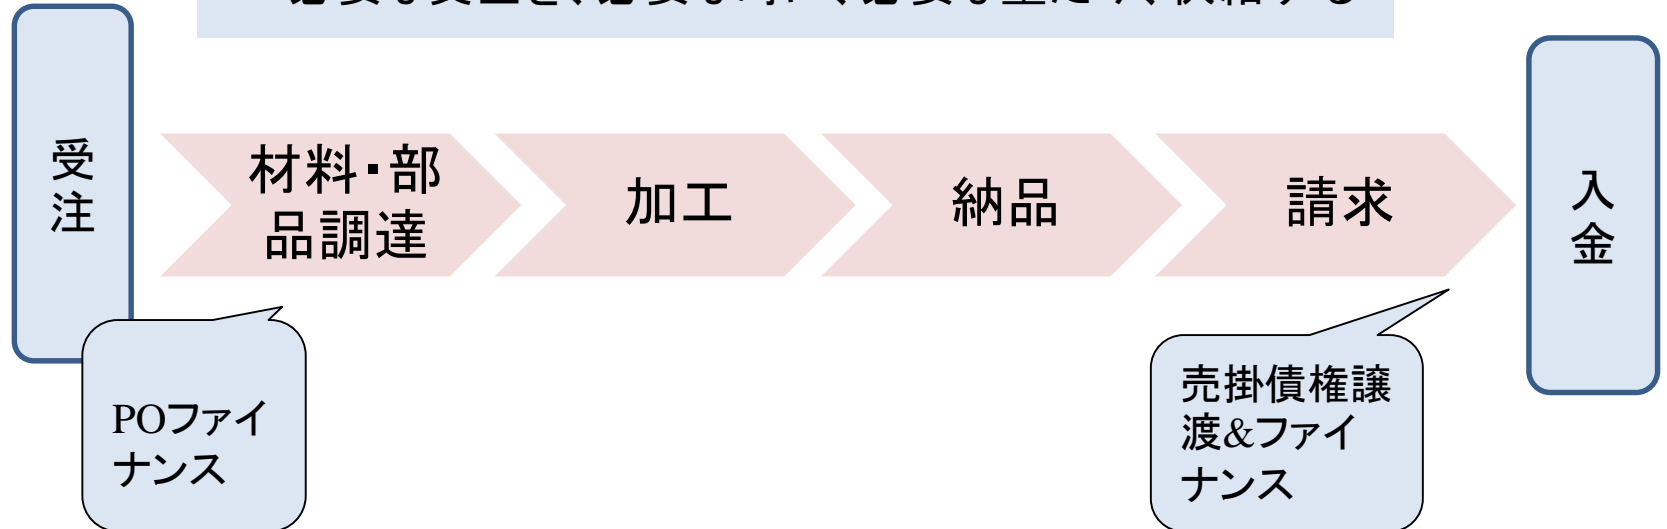 受
注
材料・部
品調達
加工
納品
請求
入
金
POファイ
ナンス
売掛債権譲
渡&ファイ
ナンス